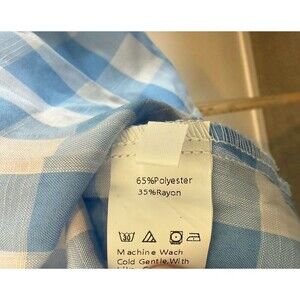 65%Polyester
35%Rayon
Machine Wach
Cold Gentle.With